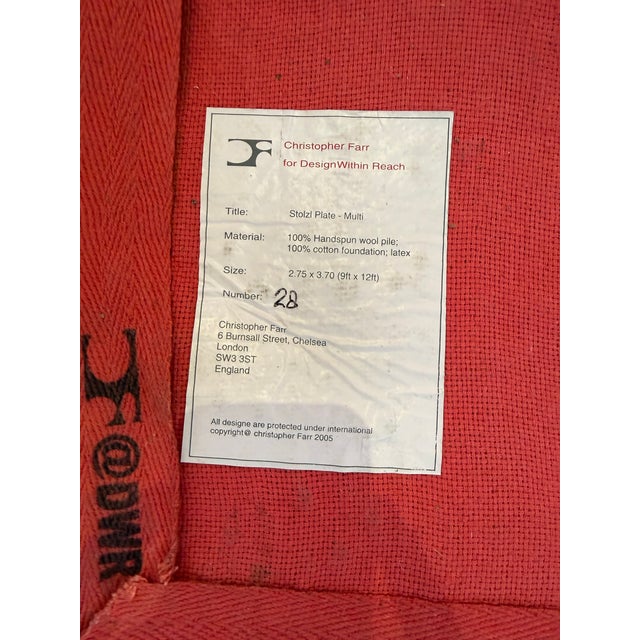 Christopher Farr
for DesignWithin Reach
Title: Stolzl Plate - Multi
Material: 100% Handspun wool pile;
100% cotton foundation; latex
Size: 2.75 x 3.70 (9ft x 12ft)
Number: 28
Christopher Farr
6 Burnsall Street, Chelsea
London
SW3 3ST
England
All designe are protected under international
copyright@ christopher Farr 2005
@DWR